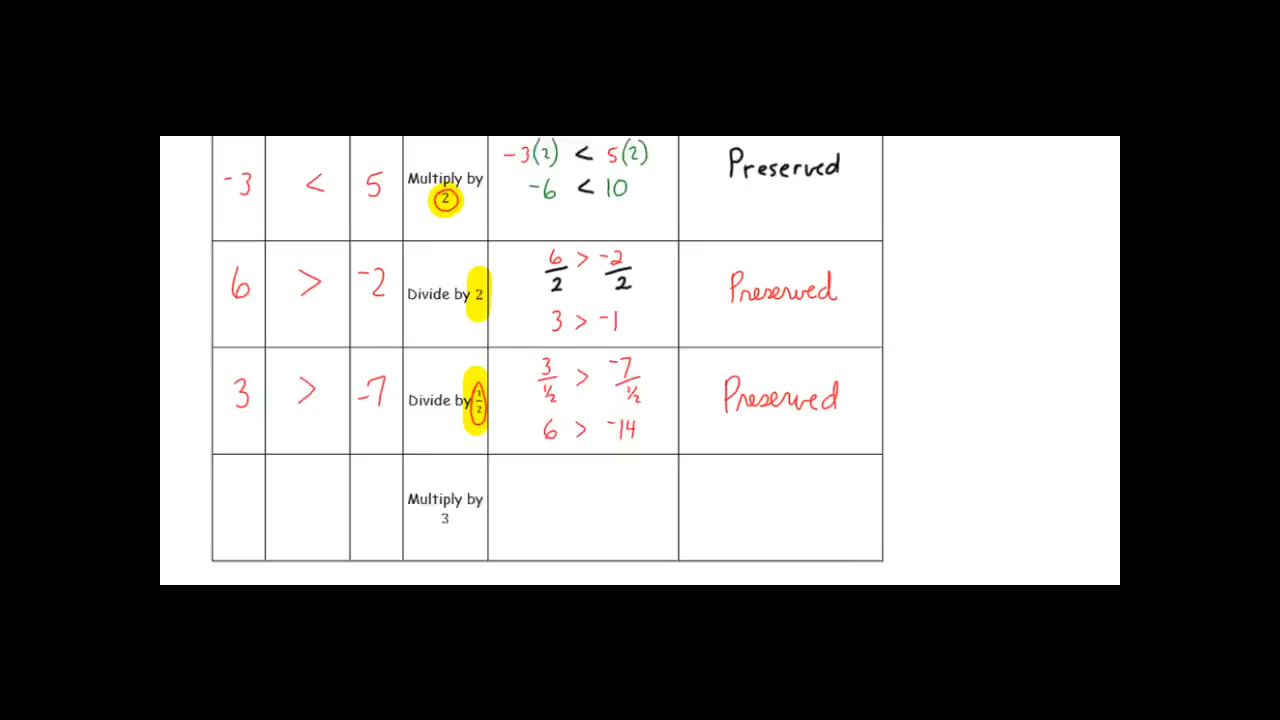 -3 < 5 Multiply by 2 -3(2) < 5(2) Preserved
-6 < 10
6 > -2 Divide by 2 6/2 > -2/2 Preserved
3 > -1
3 > -7 Divide by 1/2 3/1/2 > -7/1/2 Preserved
6 > -14
Multiply by
3